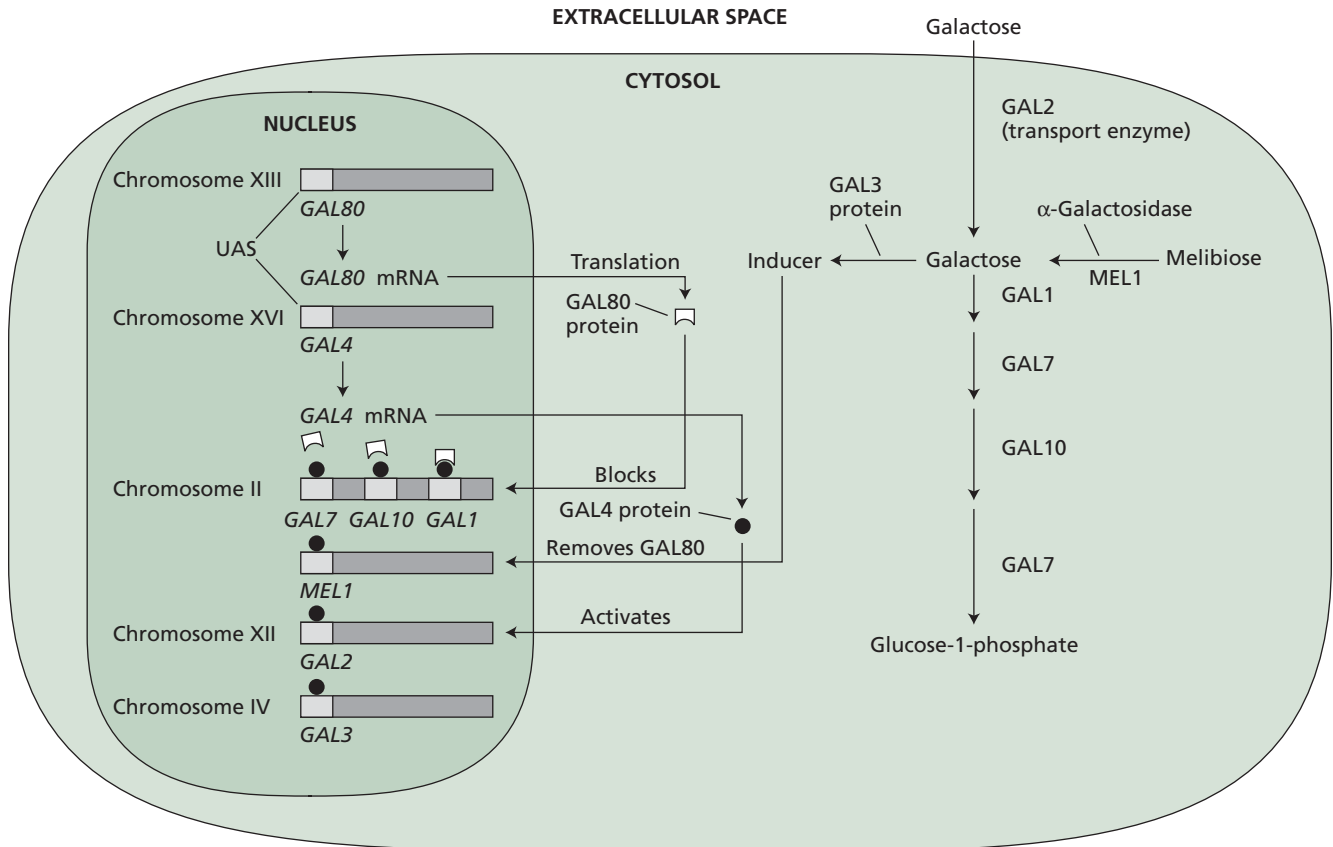 EXTRACELLULAR SPACE
Galactose
CYTOSOL
NUCLEUS
GAL2
(transport enzyme)
Chromosome XIII
GAL80
UAS
GAL80 mRNA
Translation
GAL80
protein
Chromosome XVI
GAL4
GAL4 mRNA
GAL3
protein
α-Galactosidase
Inducer
Galactose
Melibiose
MEL1
GAL1
GAL7
GAL10
GAL7
Glucose-1-phosphate
Chromosome II
Blocks
GAL7 GAL10 GAL1
GAL4 protein
Removes GAL80
MEL1
Chromosome XII
Activates
GAL2
Chromosome IV
GAL3